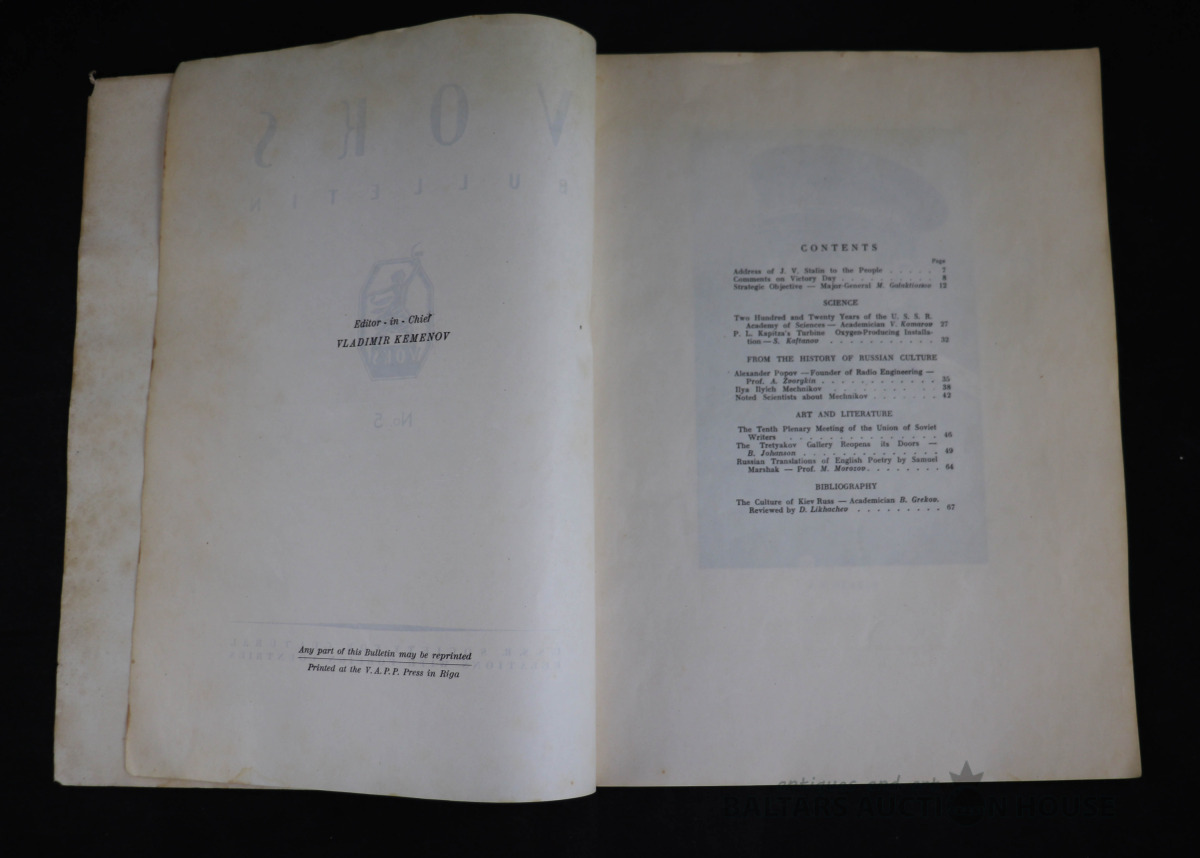 VOKS
BULLETIN
Editor - in - Chief
VLADIMIR KEMENOV
VOKS
No. 5
Any part of this Bulletin may be reprinted
Printed at the V. A. P. P. Press in Riga
CONTENTS
Page
Address of J. V. Stalin to the People . . . . . 7
Comments on Victory Day . . . . . . . . . . 8
Strategic Objective — Major-General M. Galaktionov 12
SCIENCE
Two Hundred and Twenty Years of the U. S. S. R.
Academy of Sciences — Academician V. Komarov 27
P. L. Kapitza's Turbine Oxygen-Producing Installa-
tion — S. Kaftanov . . . . . . . . . . . 32
FROM THE HISTORY OF RUSSIAN CULTURE
Alexander Popov — Founder of Radio Engineering —
Prof. A. Zvorykin . . . . . . . . . . . . 35
Ilya Ilyich Mechnikov . . . . . . . . . . . 38
Noted Scientists about Mechnikov . . . . . . . 43
ART AND LITERATURE
The Tenth Plenary Meeting of the Union of Soviet
Writers . . . . . . . . . . . . . . . 46
The Tretyakov Gallery Reopens its Doors —
B. Johanson . . . . . . . . . . . . . . 49
Russian Translations of English Poetry by Samuel
Marshak — Prof. M. Morozov . . . . . . . . 64
BIBLIOGRAPHY
The Culture of Kiev Russ — Academician B. Grekov.
Reviewed by D. Likhachev . . . . . . . . . 67
antiques and
BALTARS AUCTION HOUSE